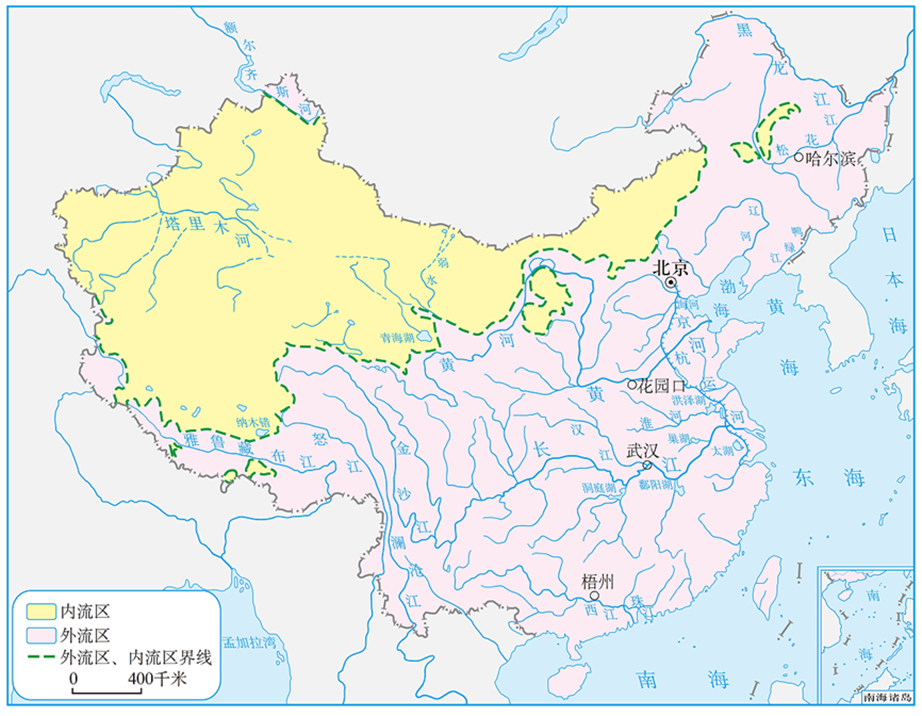 额尔齐斯河
黑龙江
松花江
哈尔滨
塔里木河
弱水
辽河
鸭绿江
日本海
北京
渤海
黄海
海河
京杭运河
青海湖
黄河
黄河
花园口
洪泽湖
淮河
纳木错
雅鲁藏布江
怒江
金沙江
汉江
长江
武汉
巢湖
太湖
洞庭湖
鄱阳湖
东海
澜沧江
梧州
西江
珠江
孟加拉湾
南海
南海
南海诸岛
内流区
外流区
外流区、内流区界线
0 400千米